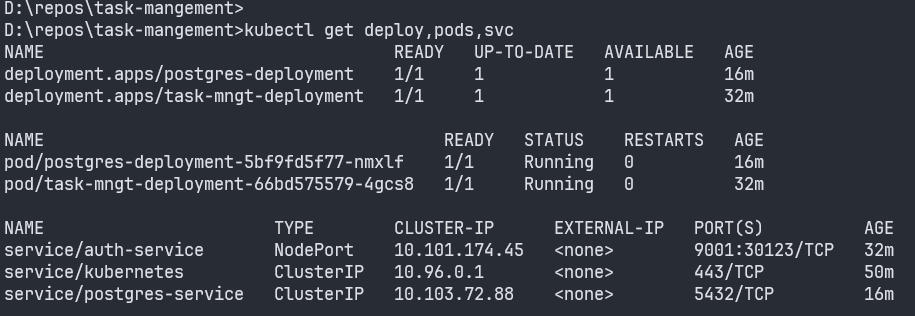 D:\repos\task-mangement>
D:\repos\task-mangement>kubectl get deploy,pods,svc
NAME READY UP-TO-DATE AVAILABLE AGE
deployment.apps/postgres-deployment 1/1 1 1 16m
deployment.apps/task-mngt-deployment 1/1 1 1 32m
NAME READY STATUS RESTARTS AGE
pod/postgres-deployment-5bf9fd5f77-nmxlf 1/1 Running 0 16m
pod/task-mngt-deployment-66bd575579-4gcs8 1/1 Running 0 32m
NAME TYPE CLUSTER-IP EXTERNAL-IP PORT(S) AGE
service/auth-service NodePort 10.101.174.45 <none> 9001:30123/TCP 32m
service/kubernetes ClusterIP 10.96.0.1 <none> 443/TCP 50m
service/postgres-service ClusterIP 10.103.72.88 <none> 5432/TCP 16m